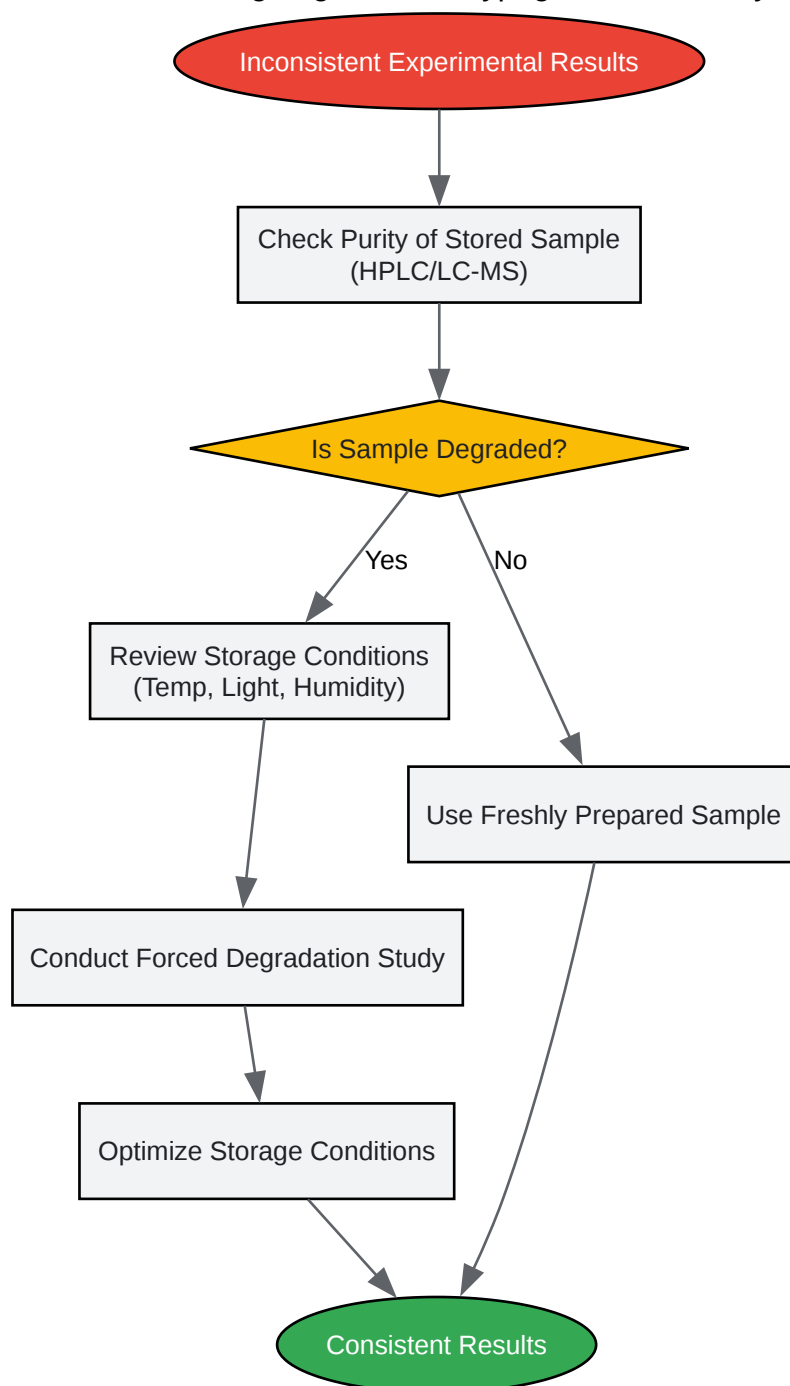 Inconsistent Experimental Results
Check Purity of Stored Sample
(HPLC/LC-MS)
Is Sample Degraded?
Yes
No
Review Storage Conditions
(Temp, Light, Humidity)
Use Freshly Prepared Sample
Conduct Forced Degradation Study
Optimize Storage Conditions
Consistent Results